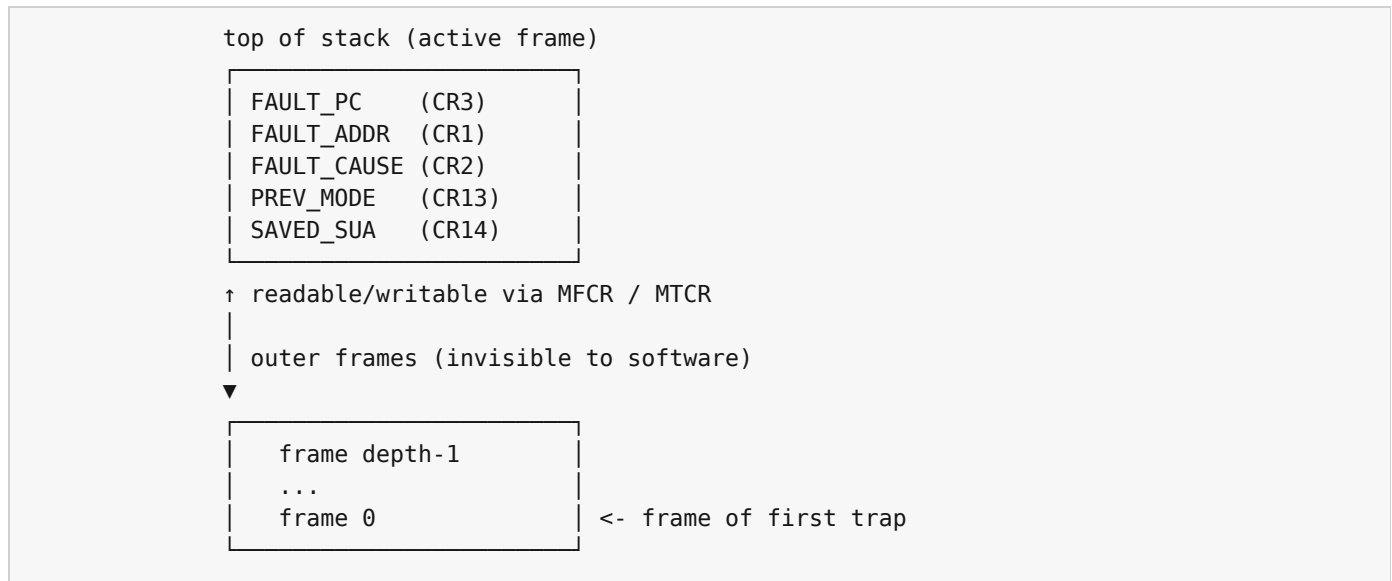 top of stack (active frame)
FAULT_PC (CR3)
FAULT_ADDR (CR1)
FAULT_CAUSE (CR2)
PREV_MODE (CR13)
SAVED_SUA (CR14)
↑ readable/writable via MFCR / MTCR
│
│ outer frames (invisible to software)
▼
frame depth-1
...
frame 0 <- frame of first trap